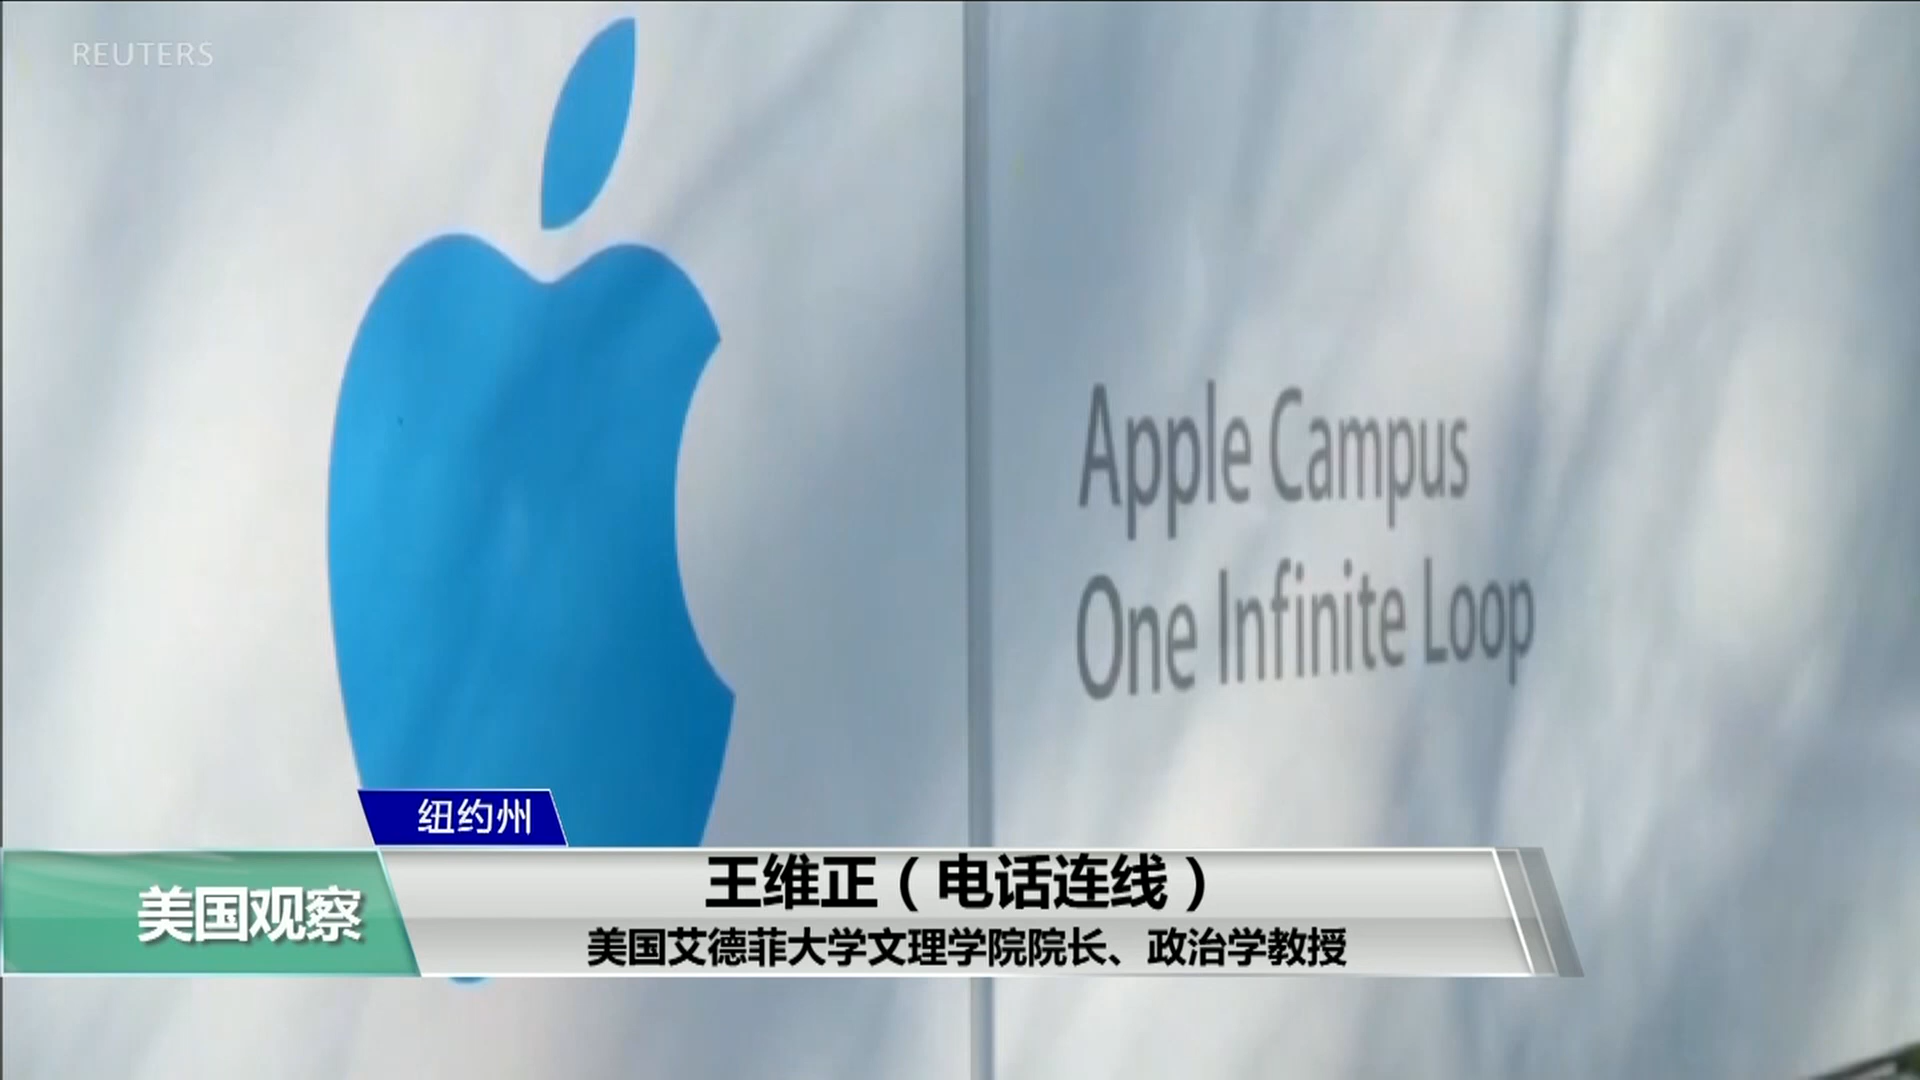 REUTERS
Apple Campus
One Infinite Loop
纽约州
王维正（电话连线）
美国观察
美国艾德菲大学文理学院院长、政治学教授